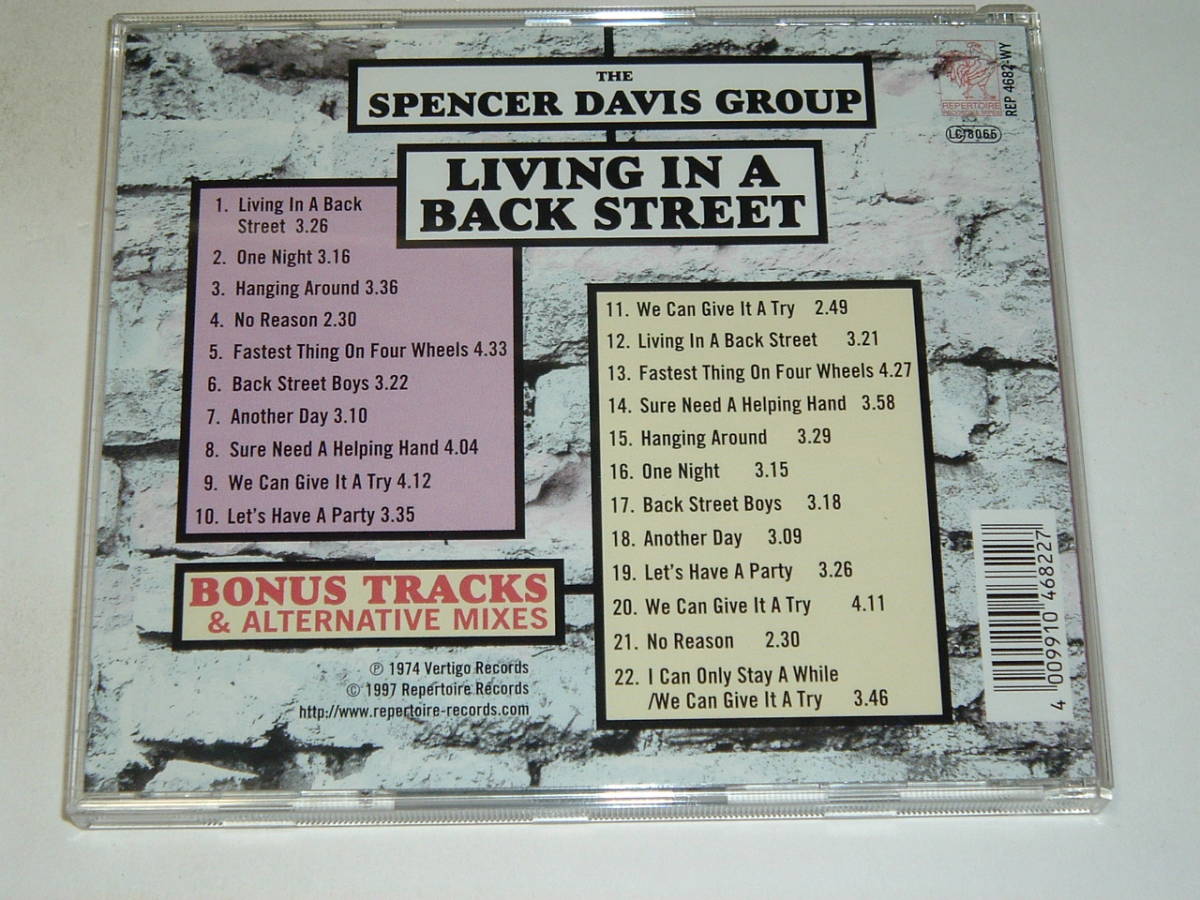 THE
SPENCER DAVIS GROUP
LIVING IN A
BACK STREET
REPERTOIRE
REP 4682-WY
LC 8066
1. Living In A Back
Street 3.26
2. One Night 3.16
3. Hanging Around 3.36
4. No Reason 2.30
5. Fastest Thing On Four Wheels 4.33
6. Back Street Boys 3.22
7. Another Day 3.10
8. Sure Need A Helping Hand 4.04
9. We Can Give It A Try 4.12
10. Let's Have A Party 3.35
BONUS TRACKS
& ALTERNATIVE MIXES
11. We Can Give It A Try 2.49
12. Living In A Back Street 3.21
13. Fastest Thing On Four Wheels 4.27
14. Sure Need A Helping Hand 3.58
15. Hanging Around 3.29
16. One Night 3.15
17. Back Street Boys 3.18
18. Another Day 3.09
19. Let's Have A Party 3.26
20. We Can Give It A Try 4.11
21. No Reason 2.30
22. I Can Only Stay A While
/We Can Give It A Try 3.46
℗ 1974 Vertigo Records
© 1997 Repertoire Records
http://www.repertoire-records.com
4 009910 468227